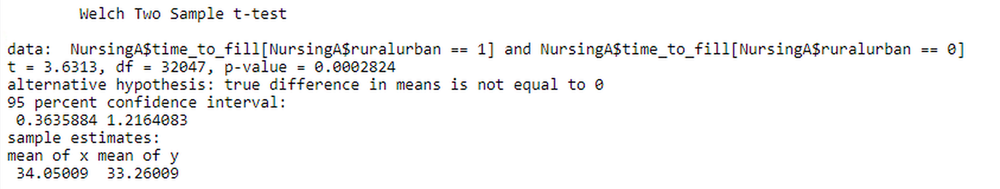 Welch Two Sample t-test
data:  NursingA$time_to_fill[NursingA$ruralurban == 1] and NursingA$time_to_fill[NursingA$ruralurban == 0]
t = 3.6313, df = 32047, p-value = 0.0002824
alternative hypothesis: true difference in means is not equal to 0
95 percent confidence interval:
 0.3635884 1.2164083
sample estimates:
mean of x mean of y
 34.05009  33.26009